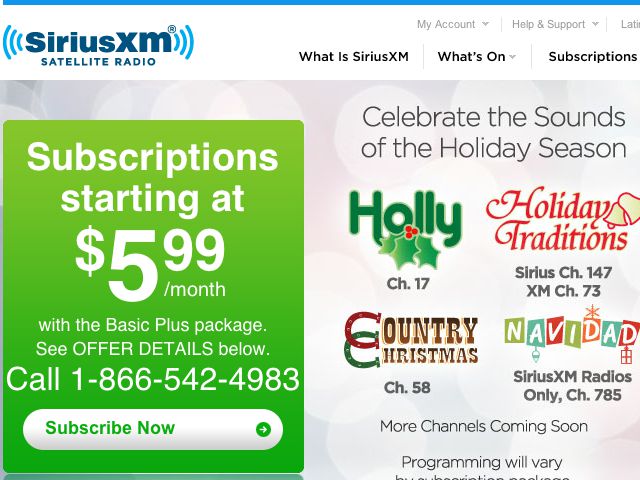 My Account
Help & Support
SiriusXM®
SATELLITE RADIO
What Is SiriusXM
What's On
Subscriptions
Subscriptions
starting at
$5.99
/month
with the Basic Plus package.
See OFFER DETAILS below.
Call 1-866-542-4983
Subscribe Now
Celebrate the Sounds
of the Holiday Season
Holly
Ch. 17
Holiday
Traditions
Sirius Ch. 147
XM Ch. 73
COUNTRY
CHRISTMAS
Ch. 58
NAVIDAD
SiriusXM Radios
Only, Ch. 785
More Channels Coming Soon
Programming will vary
by subscription package